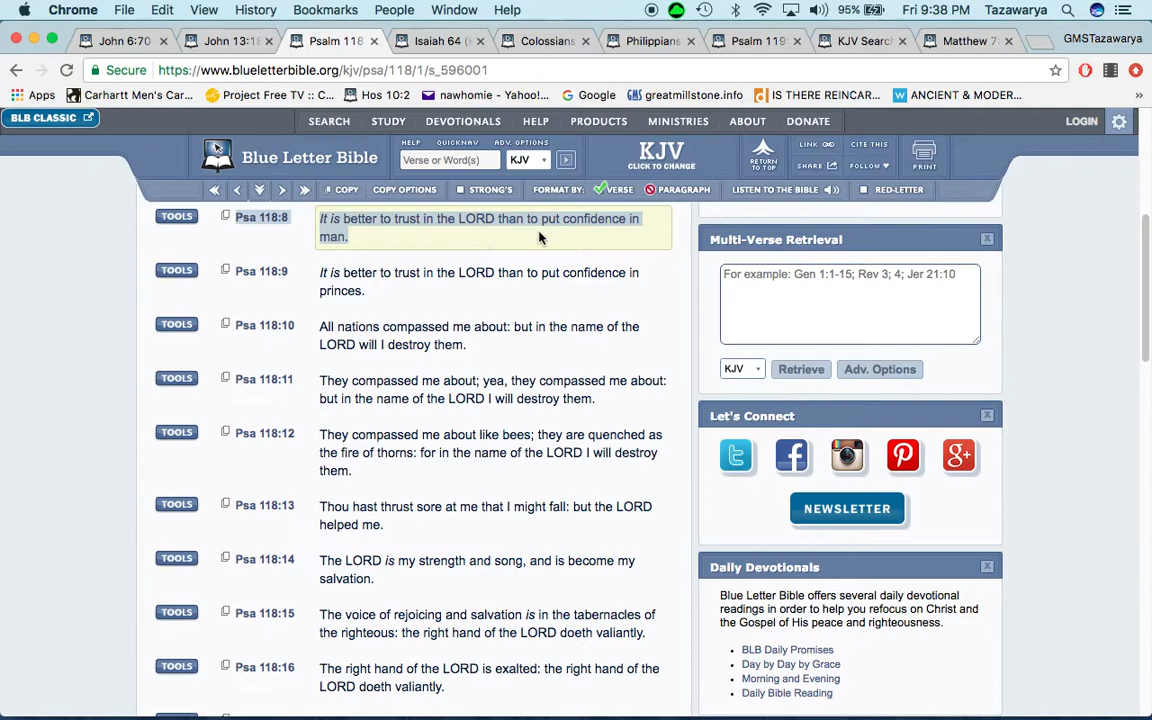 Chrome File Edit View History Bookmarks People Window Help 95% Fri 9:38 PM Tazawarya
John 6:70 John 13:18 Psalm 118 Isaiah 64 ( Colossians Philippians Psalm 119: KJV Search Matthew 7: GMSTazawarya
Secure https://www.blueletterbible.org/kjv/psa/118/1/s_596001
Apps Carhartt Men's Car... Project Free TV :: C... Hos 10:2 nawhomie - Yahoo!... Google GMS greatmillstone.info IS THERE REINCAR... ANCIENT & MODER...
BLB CLASSIC SEARCH STUDY DEVOTIONALS HELP PRODUCTS MINISTRIES ABOUT DONATE LOGIN
Blue Letter Bible
HELP QUICKNAV ADV. OPTIONS
Verse or Word(s) KJV
KJV
CLICK TO CHANGE
RETURN
TO TOP
LINK CITE THIS
SHARE FOLLOW
PRINT
COPY COPY OPTIONS STRONG'S FORMAT BY: VERSE PARAGRAPH LISTEN TO THE BIBLE RED-LETTER
TOOLS Psa 118:8 It is better to trust in the LORD than to put confidence in
man.
TOOLS Psa 118:9 It is better to trust in the LORD than to put confidence in
princes.
TOOLS Psa 118:10 All nations compassed me about: but in the name of the
LORD will I destroy them.
TOOLS Psa 118:11 They compassed me about; yea, they compassed me about:
but in the name of the LORD I will destroy them.
TOOLS Psa 118:12 They compassed me about like bees; they are quenched as
the fire of thorns: for in the name of the LORD I will destroy
them.
TOOLS Psa 118:13 Thou hast thrust sore at me that I might fall: but the LORD
helped me.
TOOLS Psa 118:14 The LORD is my strength and song, and is become my
salvation.
TOOLS Psa 118:15 The voice of rejoicing and salvation is in the tabernacles of
the righteous: the right hand of the LORD doeth valiantly.
TOOLS Psa 118:16 The right hand of the LORD is exalted: the right hand of the
LORD doeth valiantly.
Multi-Verse Retrieval
For example: Gen 1:1-15; Rev 3; 4; Jer 21:10
KJV Retrieve Adv. Options
Let's Connect
NEWSLETTER
Daily Devotionals
Blue Letter Bible offers several daily devotional
readings in order to help you refocus on Christ and
the Gospel of His peace and righteousness.
BLB Daily Promises
Day by Day by Grace
Morning and Evening
Daily Bible Reading